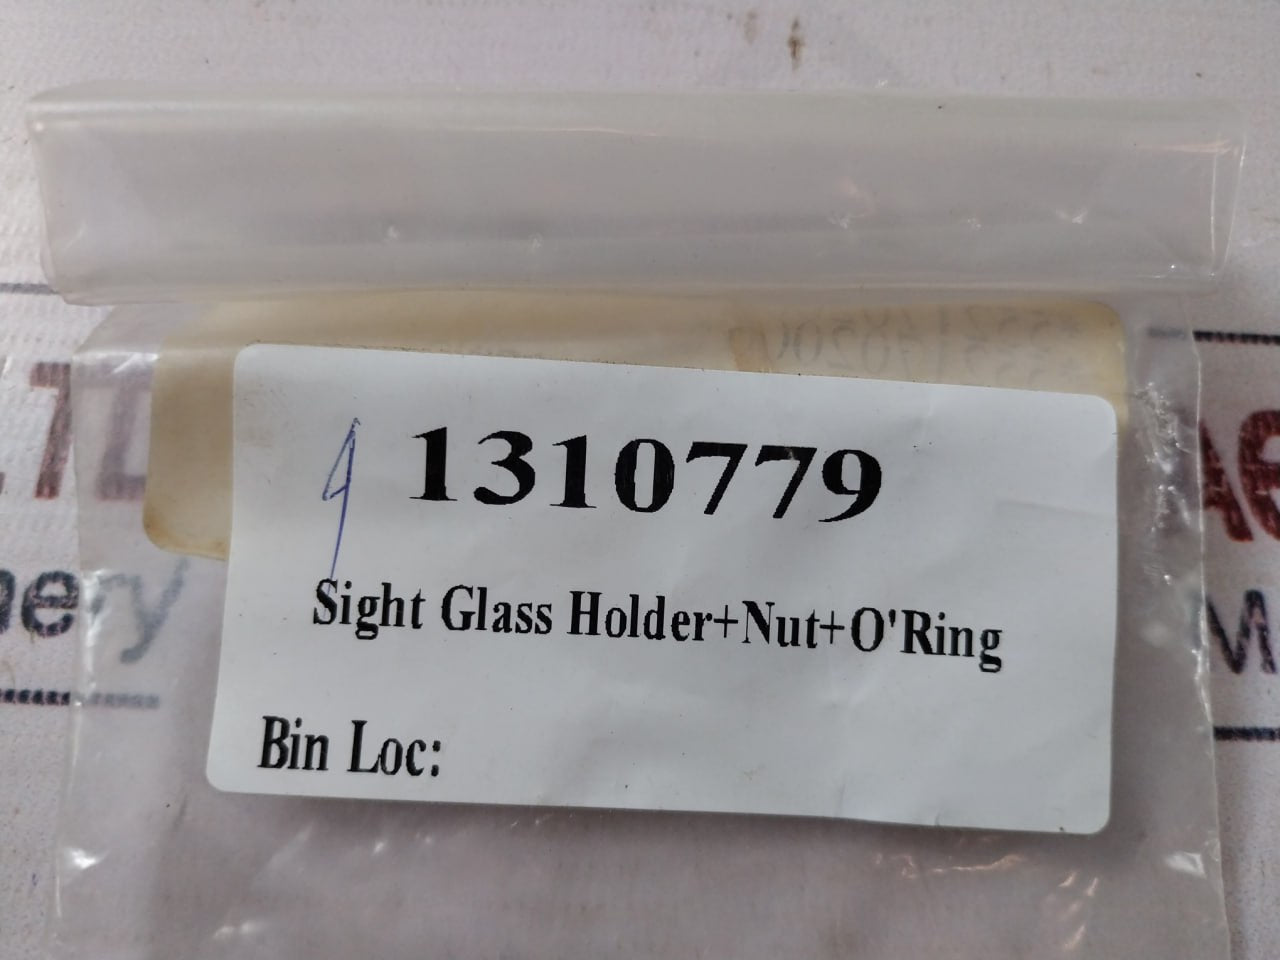 1310779
Sight Glass Holder+Nut+O'Ring
Bin Loc: